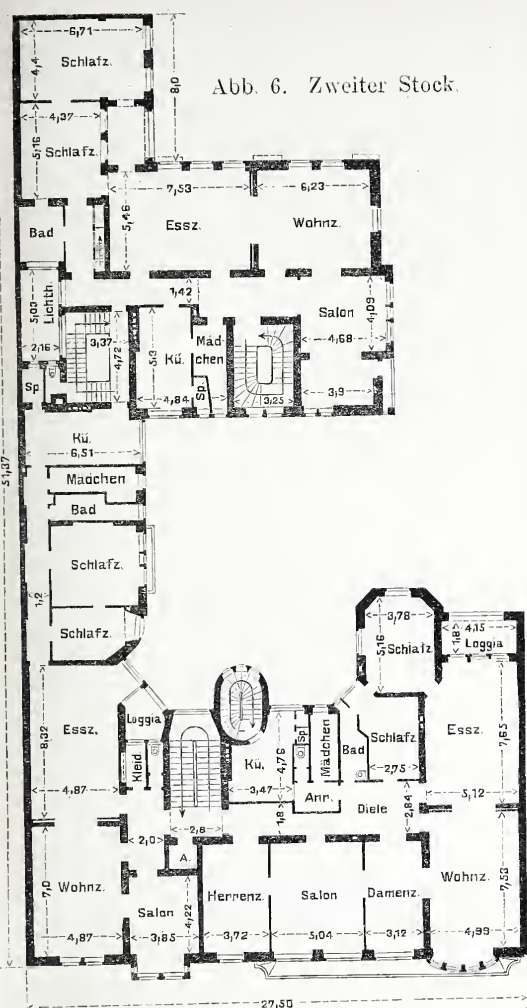 Abb. 6. Zweiter Stock.
6,71
4,4
Schlafz.
8,0
4,37
5,16
Schlafz.
7,53
6,23
5,46
Essz.
Wohnz.
Bad
1,42
5,03
Lichth.
2,16
3,37
4,72
Salon
4,68
4,09
5,13
Kü.
Mäd
chen
Sp.
4,84
3,25
3,9
Sp.
Kü.
6,51
Mädchen
Bad
51,37
Schlafz.
1,2
Schlafz.
3,78
5,16
Schlafz.
4,15
1,8
Loggia
8,32
Essz.
4,87
Loggia
Kleid.
Kü.
3,47
4,76
Sp.
Mädchen
Bad
Schlafz.
2,75
Essz.
7,65
5,12
Anr.
1,8
Diele
2,84
2,0
2,8
A.
7,0
Wohnz.
4,87
Salon
3,85
4,22
Herrenz.
3,72
Salon
5,04
Damenz.
3,12
Wohnz.
7,53
4,99
27,50